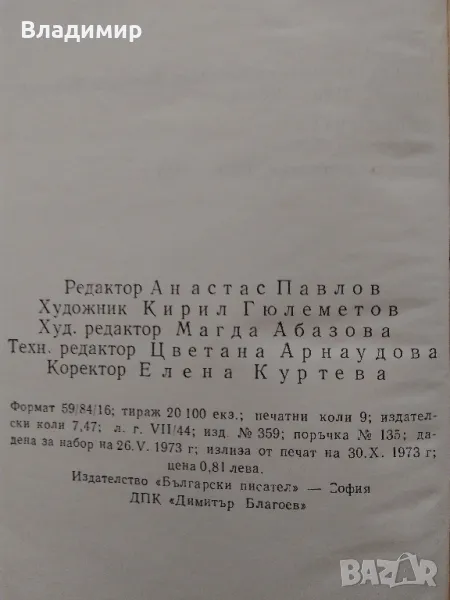 Владимир
Редактор Анастас Павлов
Художник Кирил Гюлеметов
Худ. редактор Магда Абазова
Техн. редактор Цветана Арнаудова
Коректор Елена Куртева
Формат 59/84/16; тираж 20 100 екз.; печатни коли 9; издател-
ски коли 7,47; л. г. VII/44; изд. № 359; поръчка № 135; да-
дена за набор на 26. V. 1973 г; излиза от печат на 30. X. 1973 г;
цена 0,81 лева.
Издателство «Български писател» — София
ДПК «Димитър Благоев»
BAZAR